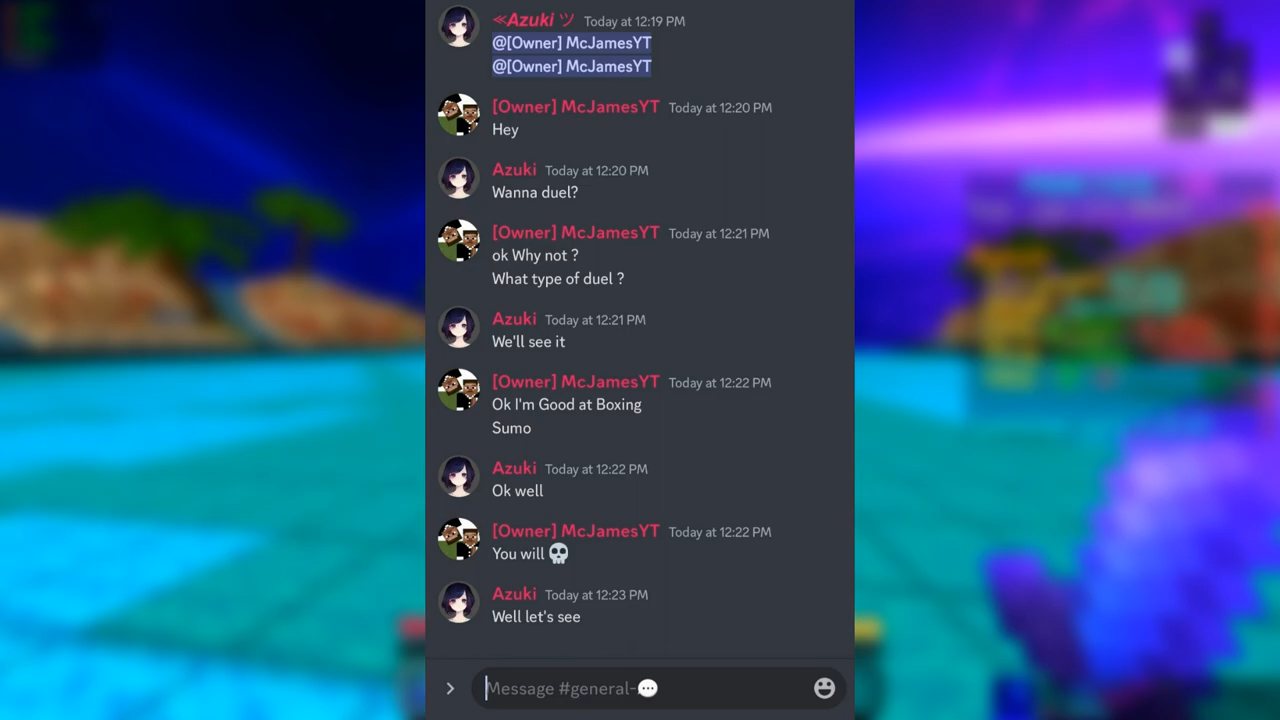 ≪Azuki ツ Today at 12:19 PM
@[Owner] McJamesYT
@[Owner] McJamesYT
[Owner] McJamesYT Today at 12:20 PM
Hey
Azuki Today at 12:20 PM
Wanna duel?
[Owner] McJamesYT Today at 12:21 PM
ok Why not ?
What type of duel ?
Azuki Today at 12:21 PM
We'll see it
[Owner] McJamesYT Today at 12:22 PM
Ok I'm Good at Boxing
Sumo
Azuki Today at 12:22 PM
Ok well
[Owner] McJamesYT Today at 12:22 PM
You will 💀
Azuki Today at 12:23 PM
Well let's see
Message #general-💬